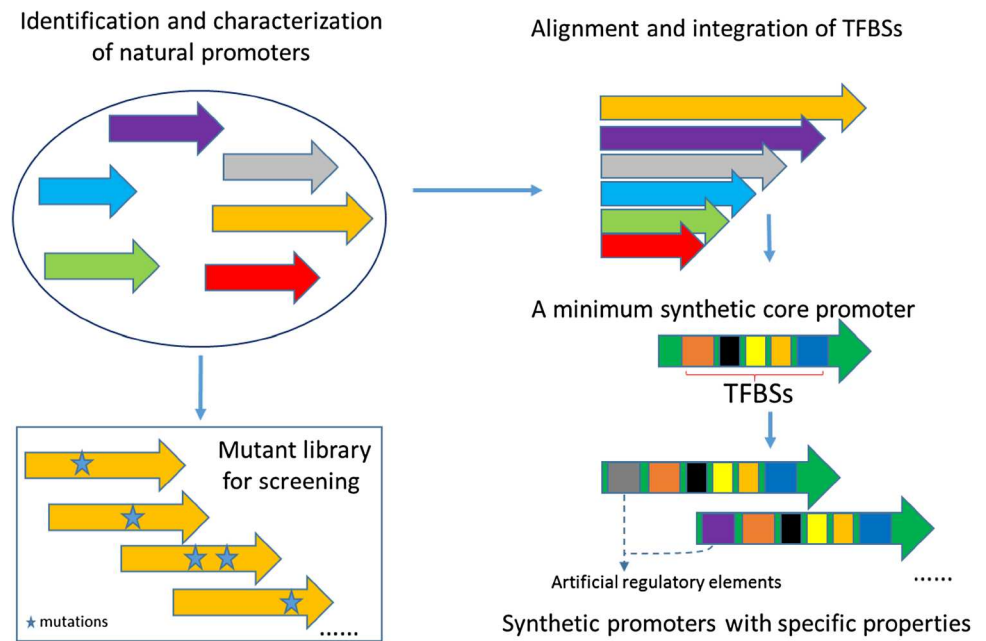 Identification and characterization
of natural promoters
Alignment and integration of TFBSs
A minimum synthetic core promoter
TFBSs
Mutant library
for screening
mutations
......
Artificial regulatory elements
......
Synthetic promoters with specific properties